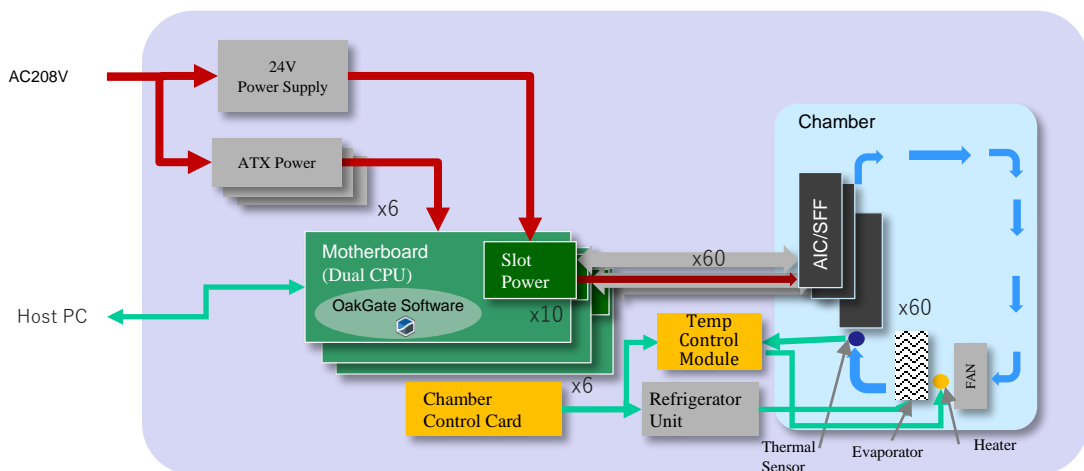 24V
Power Supply
AC208V
Chamber
ATX Power
x6
AIC/SFF
Motherboard
(Dual CPU)
Slot
Power
x60
OakGate Software
x10
Host PC
x60
Temp
Control
Module
FAN
x6
Chamber
Control Card
Refrigerator
Unit
Thermal
Sensor
Evaporator
Heater